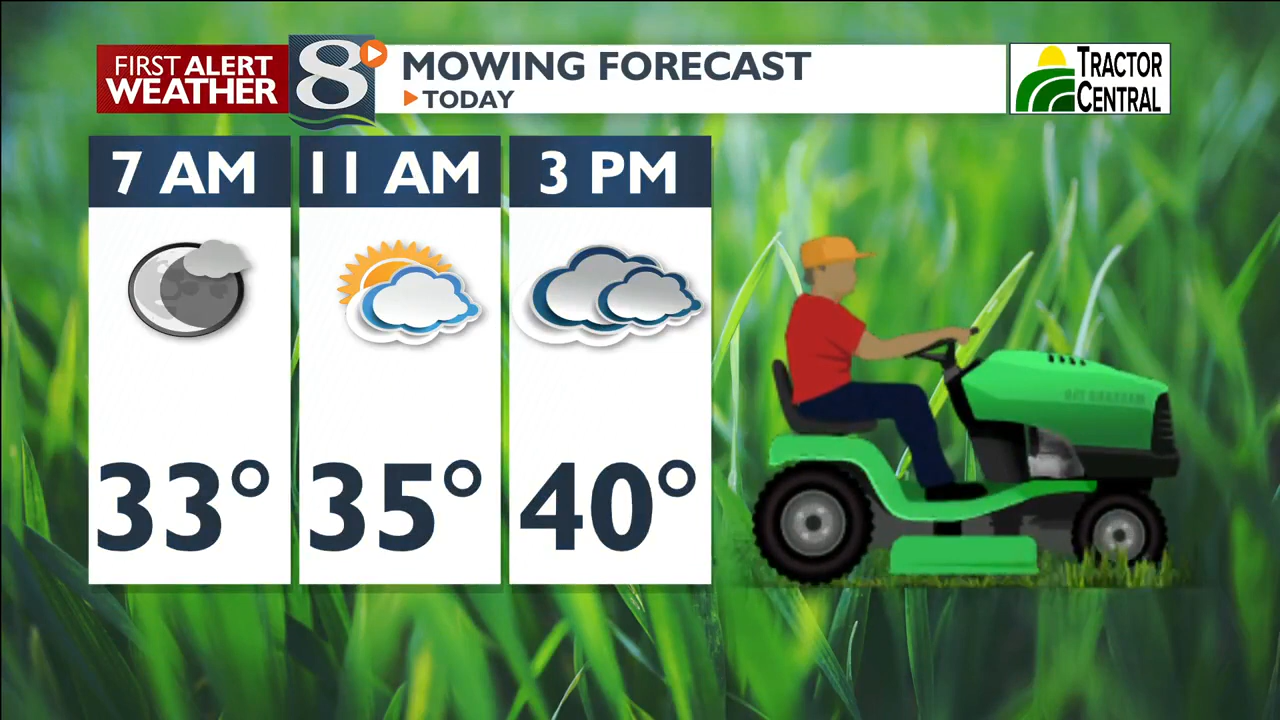 FIRST ALERT
WEATHER
8
MOWING FORECAST
TODAY
TRACTOR
CENTRAL
7 AM
11 AM
3 PM
33°
35°
40°